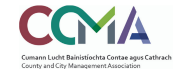 CCMA
Cumann Lucht Bainistíochta Contae agus Cathrach
County and City Management Association